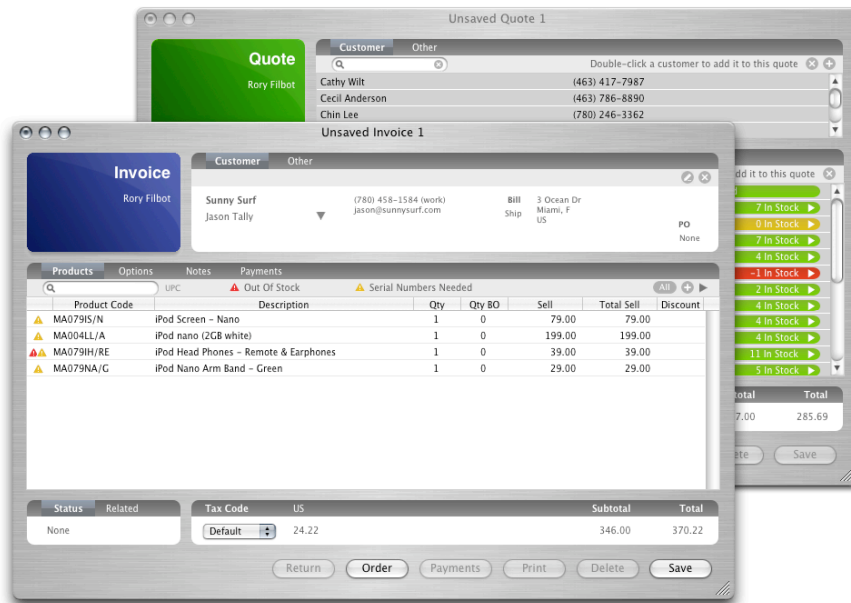 Unsaved Quote 1
Quote
Rory Filbot
Customer Other
Double-click a customer to add it to this quote
Cathy Wilt (463) 417-7987
Cecil Anderson (463) 786-8890
Chin Lee (780) 246-3362
dd it to this quote
7 In Stock
0 In Stock
7 In Stock
4 In Stock
-1 In Stock
2 In Stock
4 In Stock
4 In Stock
4 In Stock
11 In Stock
5 In Stock
total Total
7.00 285.69
ete Save
Unsaved Invoice 1
Invoice
Rory Filbot
Customer Other
Sunny Surf (780) 458-1584 (work) Bill 3 Ocean Dr
Jason Tally jason@sunnysurf.com Ship Miami, F
US
PO
None
Products Options Notes Payments
UPC Out Of Stock Serial Numbers Needed All
Product Code Description Qty Qty BO Sell Total Sell Discount
MA079IS/N iPod Screen - Nano 1 0 79.00 79.00
MA004LL/A iPod nano (2GB white) 1 0 199.00 199.00
MA079IH/RE iPod Head Phones - Remote & Earphones 1 0 39.00 39.00
MA079NA/G iPod Nano Arm Band - Green 1 0 29.00 29.00
Status Related
None
Tax Code US Subtotal Total
Default 24.22 346.00 370.22
Return Order Payments Print Delete Save